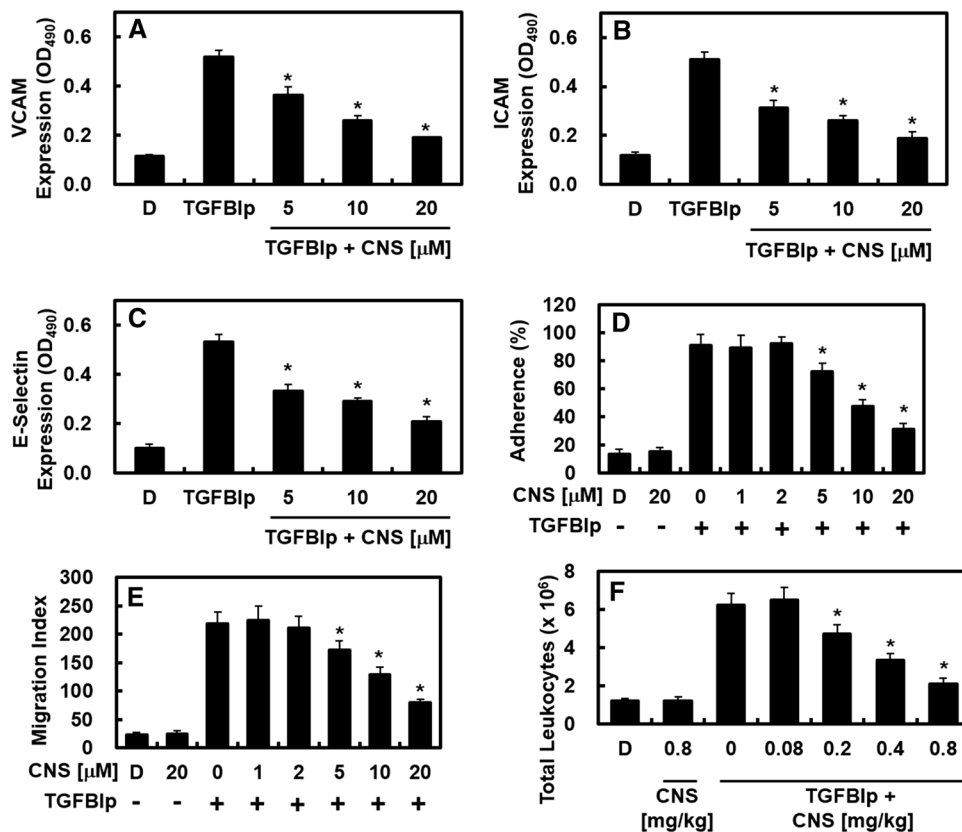 A
VCAM
Expression (OD490)
0.6
0.4
0.2
0.0
* * *
D TGFBIp 5 10 20
TGFBIp + CNS [μM]
B
ICAM
Expression (OD490)
0.6
0.4
0.2
0.0
* * *
D TGFBIp 5 10 20
TGFBIp + CNS [μM]
C
E-Selectin
Expression (OD490)
0.6
0.4
0.2
0.0
* * *
D TGFBIp 5 10 20
TGFBIp + CNS [μM]
D
Adherence (%)
120
100
80
60
40
20
0
* * *
CNS [μM] D 20 0 1 2 5 10 20
TGFBIp - - + + + + + +
E
Migration Index
300
250
200
150
100
50
0
* * *
CNS [μM] D 20 0 1 2 5 10 20
TGFBIp - - + + + + + +
F
Total Leukocytes (x 10⁶)
8
6
4
2
0
* * *
D 0.8 0 0.08 0.2 0.4 0.8
CNS
[mg/kg]
TGFBIp +
CNS [mg/kg]